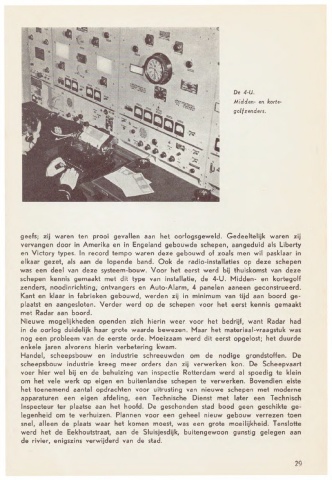 De 4-U.
Midden- en korte-
golfzenders.
geefs; zij waren ten prooi gevallen aan het oorlogsgeweld. Gedeeltelijk waren zij
vervangen door in Amerika en in Engeland gebouwde schepen, aangeduid als Liberty
en Victory types. In record tempo waren deze gebouwd of zoals men wil pasklaar in
elkaar gezet, als aan de lopende band. Ook de radio-installaties op deze schepen
was een deel van deze systeem-bouw. Voor het eerst werd bij thuiskomst van deze
schepen kennis gemaakt met dit type van installatie, de 4-U. Midden- en kortegolf
zenders, noodinrichting, ontvangers en Auto-Alarm, 4 panelen aaneen geconstrueerd.
Kant en klaar in fabrieken gebouwd, werden zij in minimum van tijd aan boord ge-
plaatst en aangesloten. Verder werd op de schepen voor het eerst kennis gemaakt
met Radar aan boord.
Nieuwe mogelijkheden openden zich hierin weer voor het bedrijf, want Radar had
in de oorlog duidelijk haar grote waarde bewezen. Maar het materiaal-vraagstuk was
nog een probleem van de eerste orde. Moeizaam werd dit eerst opgelost; het duurde
enkele jaren alvorens hierin verbetering kwam.
Handel, scheepsbouw en industrie schreeuwden om de nodige grondstoffen. De
scheepsbouw industrie kreeg meer orders dan zij verwerken kon. De Scheepvaart
voer hier wel bij en de behuizing van inspectie Rotterdam werd al spoedig te klein
om het vele werk op eigen en buitenlandse schepen te verwerken. Bovendien eiste
het toenemend aantal opdrachten voor uitrusting van nieuwe schepen met moderne
apparaturen een eigen afdeling, een Technische Dienst met later een Technisch
Inspecteur ter plaatse aan het hoofd. De geschonden stad bood geen geschikte ge-
legenheid om te verhuizen. Plannen voor een geheel nieuw gebouw verrezen toen
snel, alleen de plaats waar het komen moest, was een grote moeilijkheid. Tenslotte
werd het de Eekhoutstraat, aan de Sluisjesdijk, buitengewoon gunstig gelegen aan
de rivier, enigszins verwijderd van de stad.
29